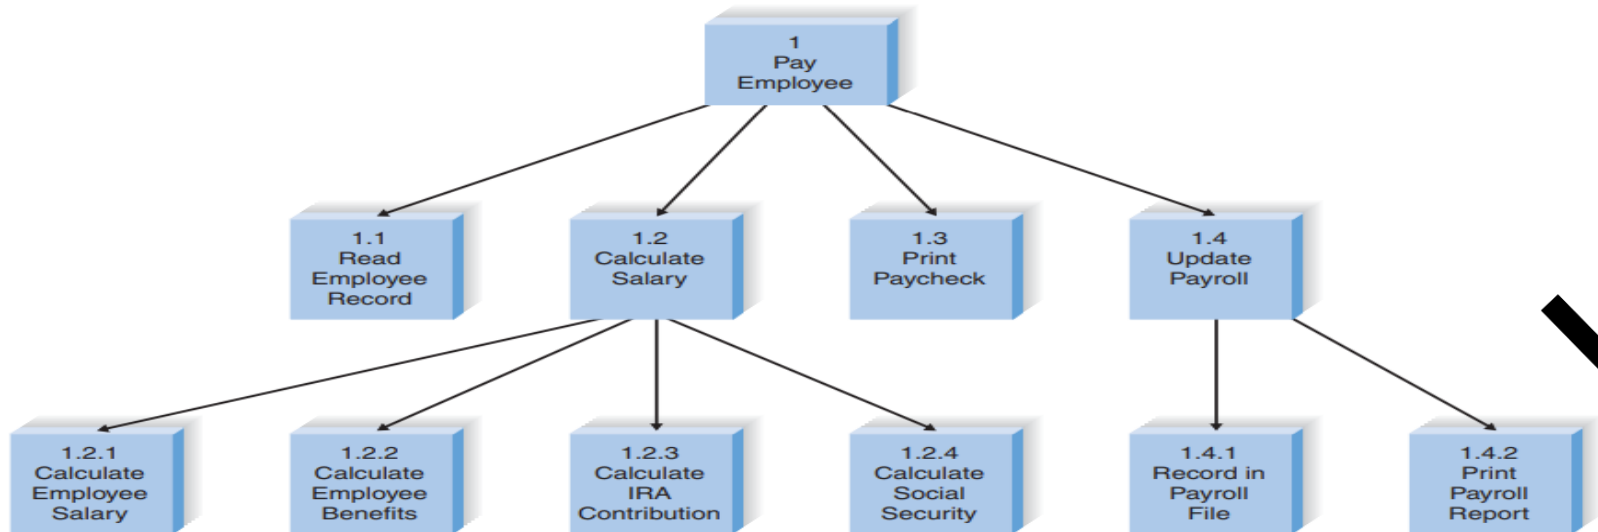 1
Pay
Employee
1.1
Read
Employee
Record
1.2
Calculate
Salary
1.3
Print
Paycheck
1.4
Update
Payroll
1.2.1
Calculate
Employee
Salary
1.2.2
Calculate
Employee
Benefits
1.2.3
Calculate
IRA
Contribution
1.2.4
Calculate
Social
Security
1.4.1
Record in
Payroll
File
1.4.2
Print
Payroll
Report